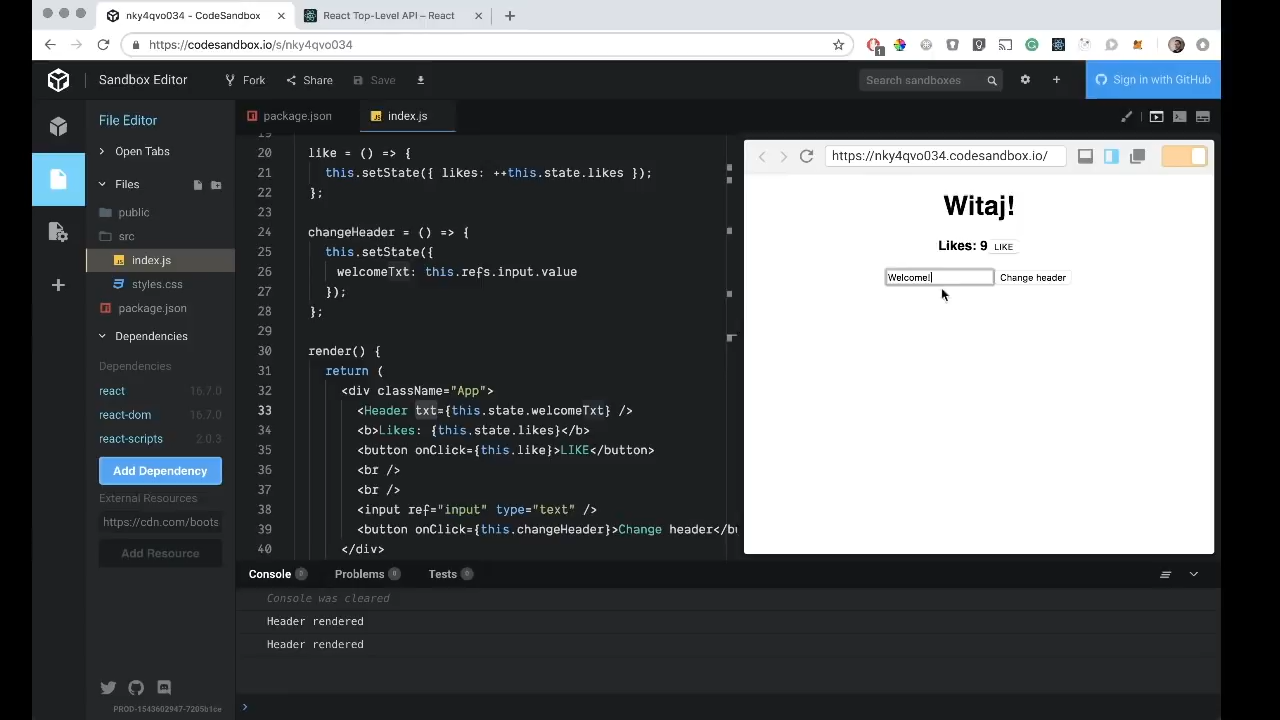 nky4qvo034 - CodeSandbox
React Top-Level API – React
https://codesandbox.io/s/nky4qvo034
1
Sandbox Editor
Fork
Share
Save
Search sandboxes
Sign in with GitHub
File Editor
Open Tabs
Files
public
src
index.js
styles.css
package.json
Dependencies
Dependencies
react 16.7.0
react-dom 16.7.0
react-scripts 2.0.3
Add Dependency
External Resources
https://cdn.com/boots
Add Resource
PROD-1543602947-7205b1ce
package.json
index.js
19
20 like = () => {
21 this.setState({ likes: ++this.state.likes });
22 };
23
24 changeHeader = () => {
25 this.setState({
26 welcomeTxt: this.refs.input.value
27 });
28 };
29
30 render() {
31 return (
32 <div className="App">
33 <Header txt={this.state.welcomeTxt} />
34 <b>Likes: {this.state.likes}</b>
35 <button onClick={this.like}>LIKE</button>
36 <br />
37 <br />
38 <input ref="input" type="text" />
39 <button onClick={this.changeHeader}>Change header</bu
40 </div>
https://nky4qvo034.codesandbox.io/
Witaj!
Likes: 9 LIKE
Welcome! Change header
Console 0
Problems 0
Tests 0
Console was cleared
Header rendered
Header rendered
>